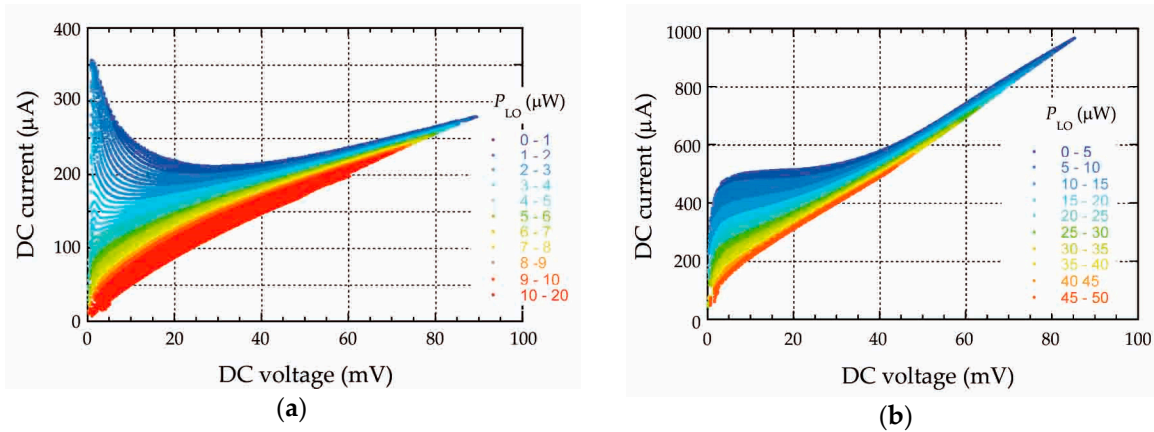 400
300
200
100
0
0 20 40 60 80 100
DC current (µA)
DC voltage (mV)
P LO (µW)
0 - 1
1 - 2
2 - 3
3 - 4
4 - 5
5 - 6
6 - 7
7 - 8
8 - 9
9 - 10
10 - 20
(a)
1000
800
600
400
200
0
0 20 40 60 80 100
DC current (µA)
DC voltage (mV)
P LO (µW)
0 - 5
5 - 10
10 - 15
15 - 20
20 - 25
25 - 30
30 - 35
35 - 40
40 45
45 - 50
(b)